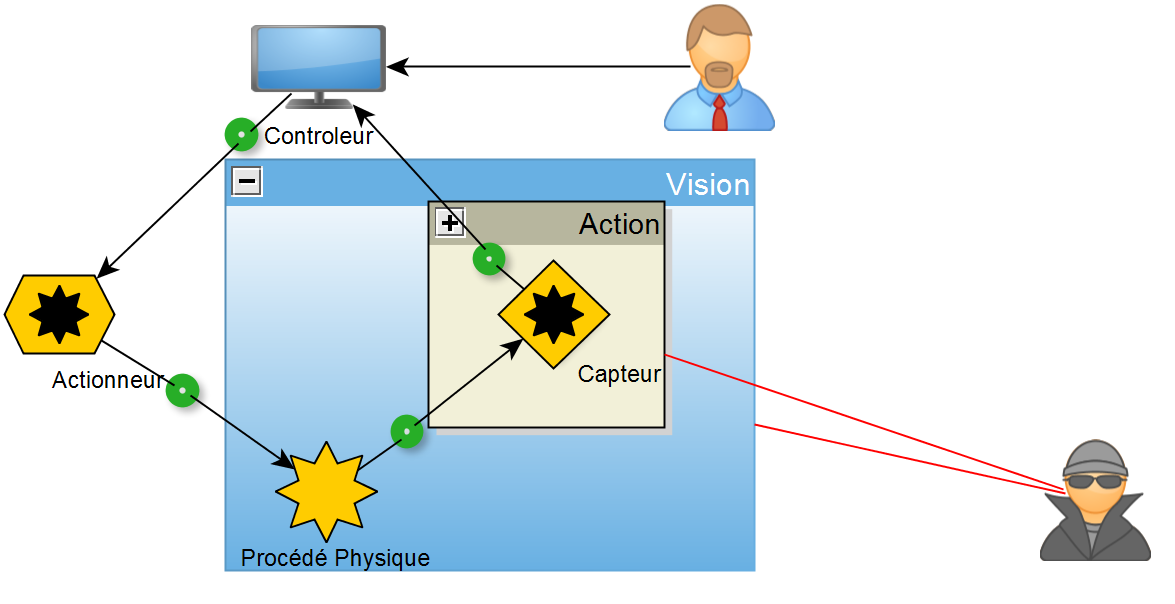 Controleur
Vision
Action
Capteur
Actionneur
Procédé Physique